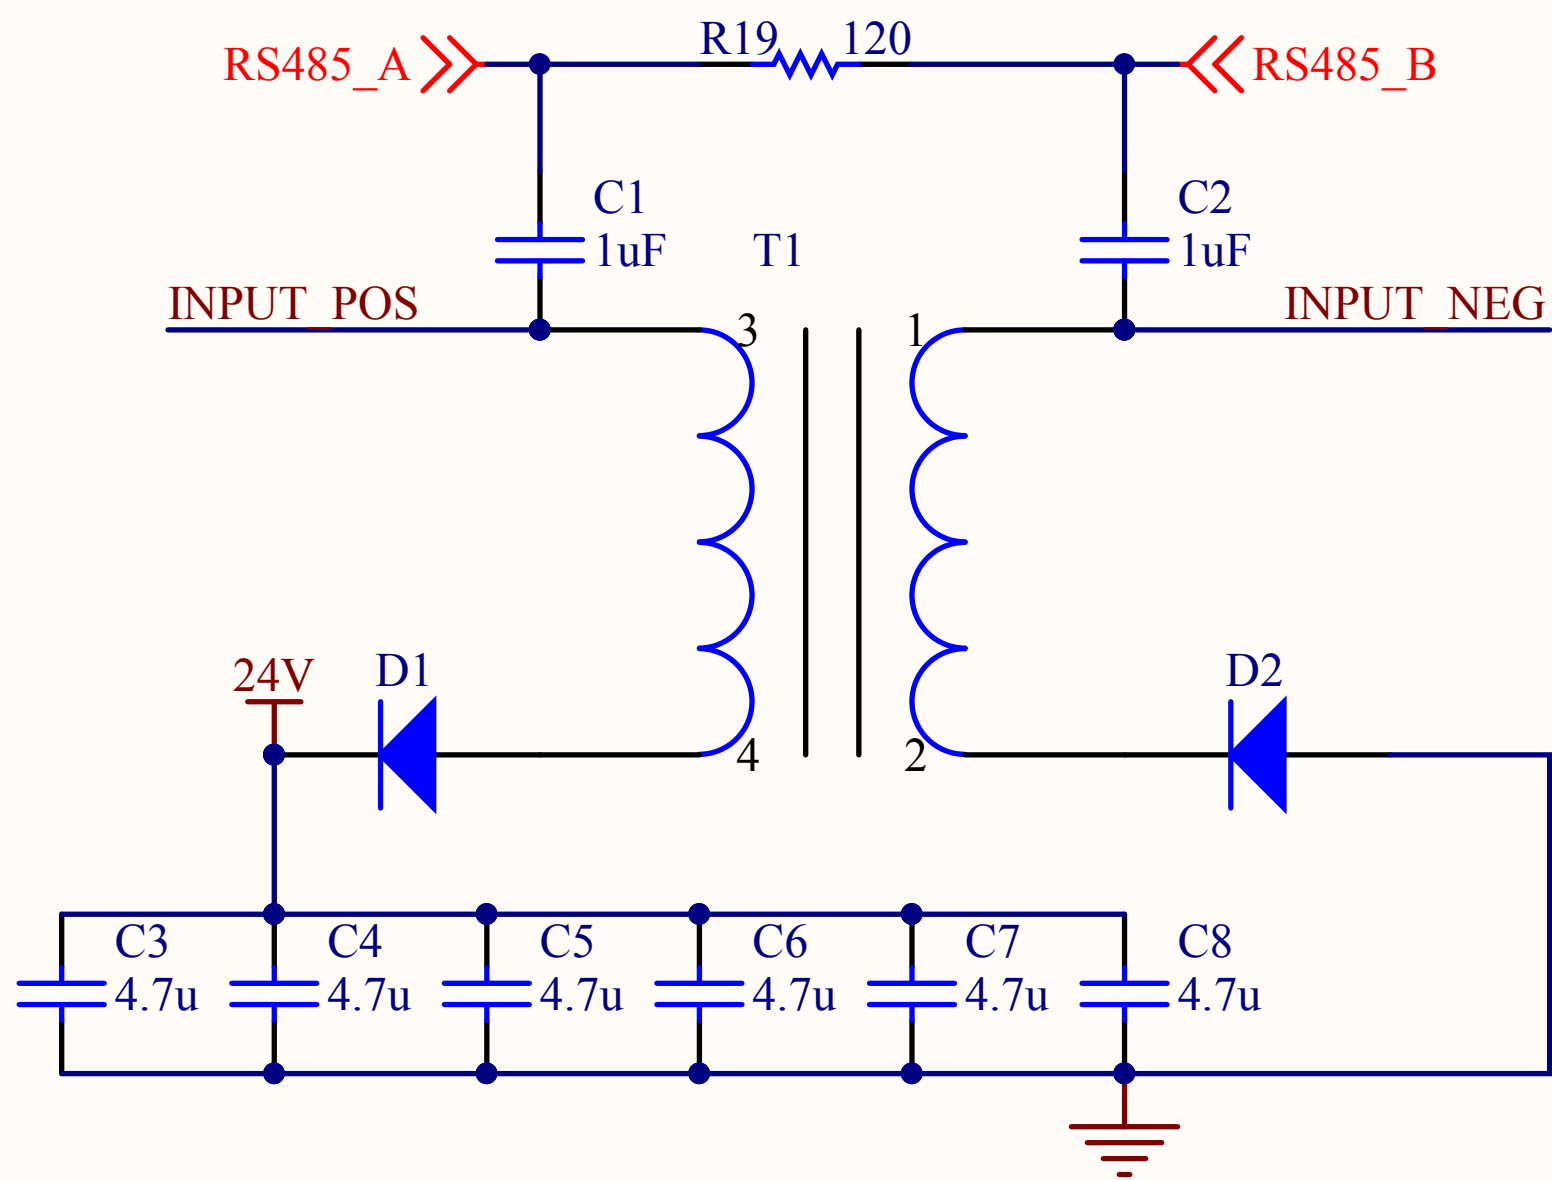 R19 120
RS485_A
RS485_B
C1
1uF
T1
C2
1uF
INPUT_POS
INPUT_NEG
3
1
24V
D1
D2
4
2
C3
4.7u
C4
4.7u
C5
4.7u
C6
4.7u
C7
4.7u
C8
4.7u